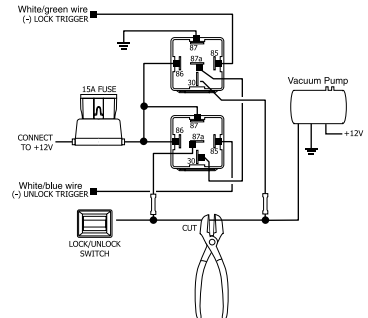 White/green wire
(-) LOCK TRIGGER
87
87a
85
86
30
15A FUSE
Vacuum Pump
87
86
87a
85
CONNECT
TO +12V
+12V
30
White/blue wire
(-) UNLOCK TRIGGER
CUT
LOCK/UNLOCK
SWITCH